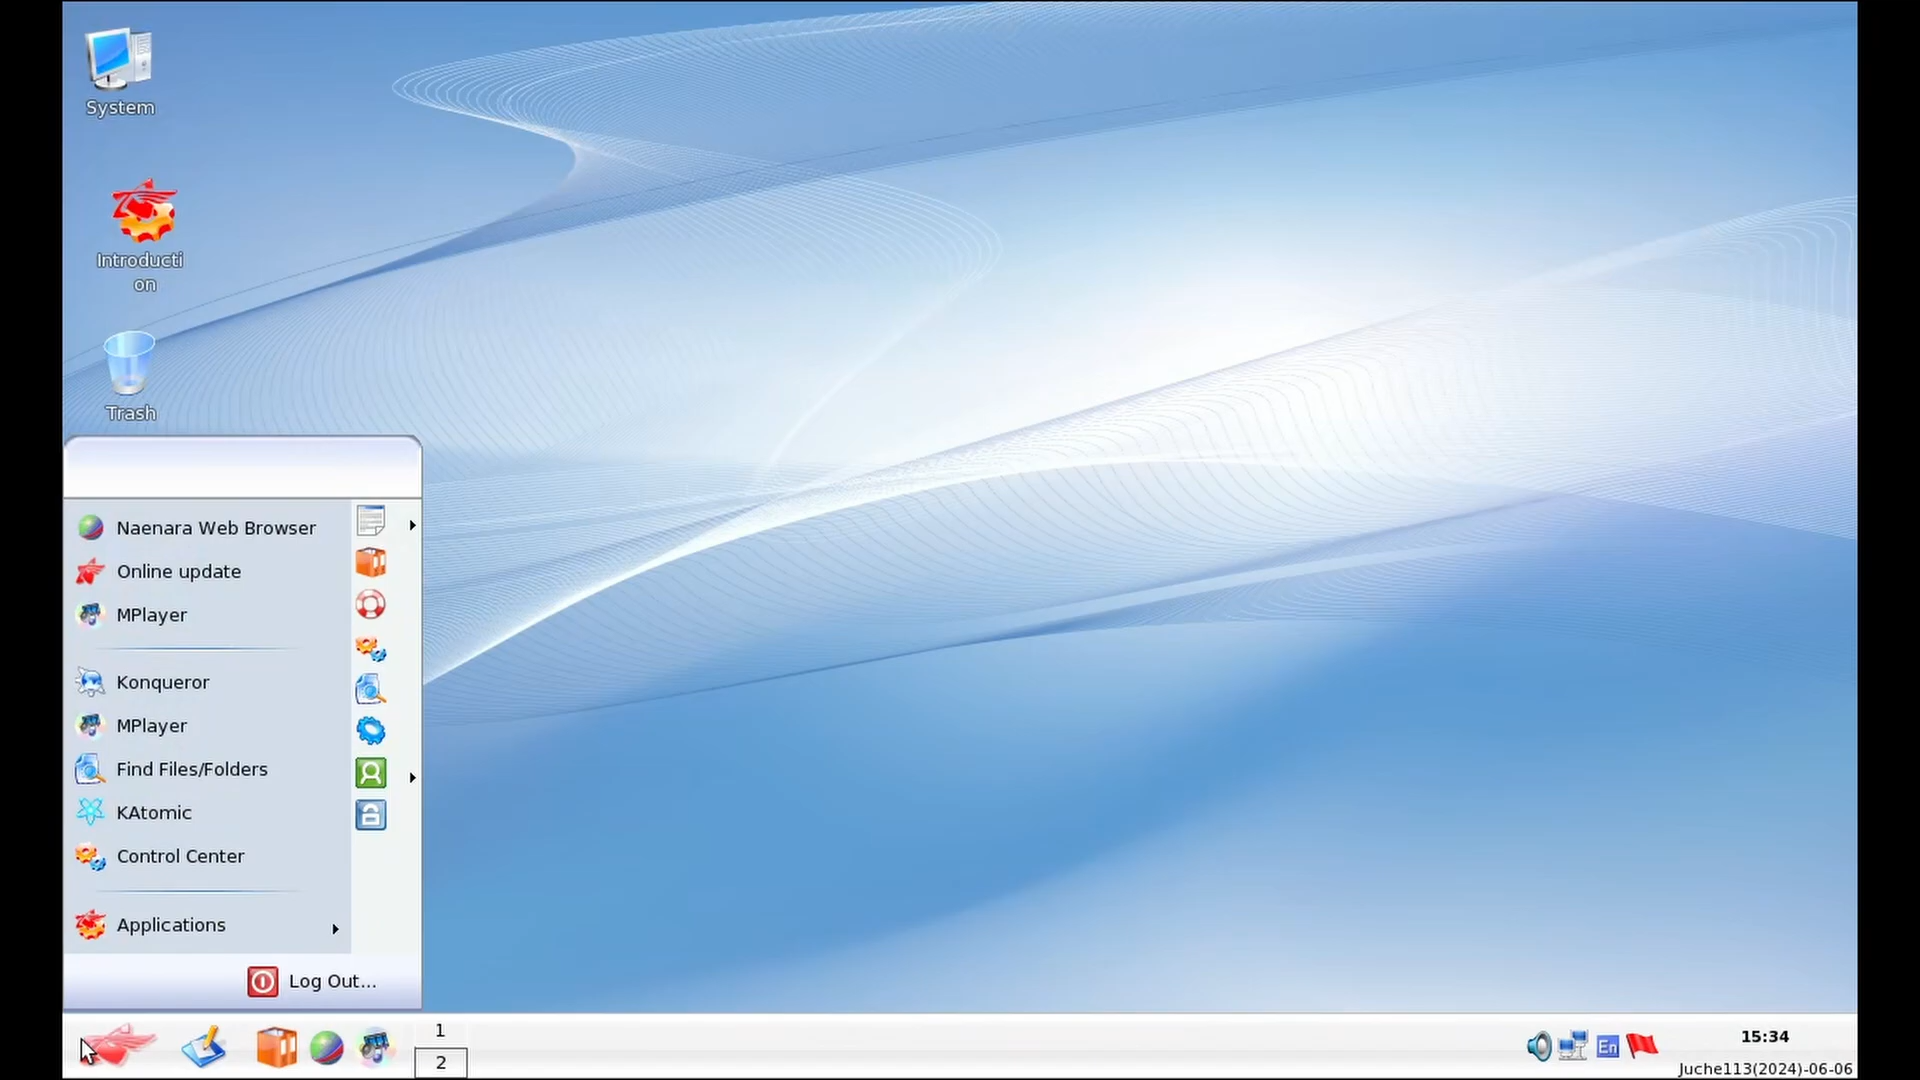 System
Introducti
on
Trash
Naenara Web Browser
Online update
MPlayer
Konqueror
MPlayer
Find Files/Folders
KAtomic
Control Center
Applications
Log Out...
1
2
En
15:34
Juche113(2024)-06-06